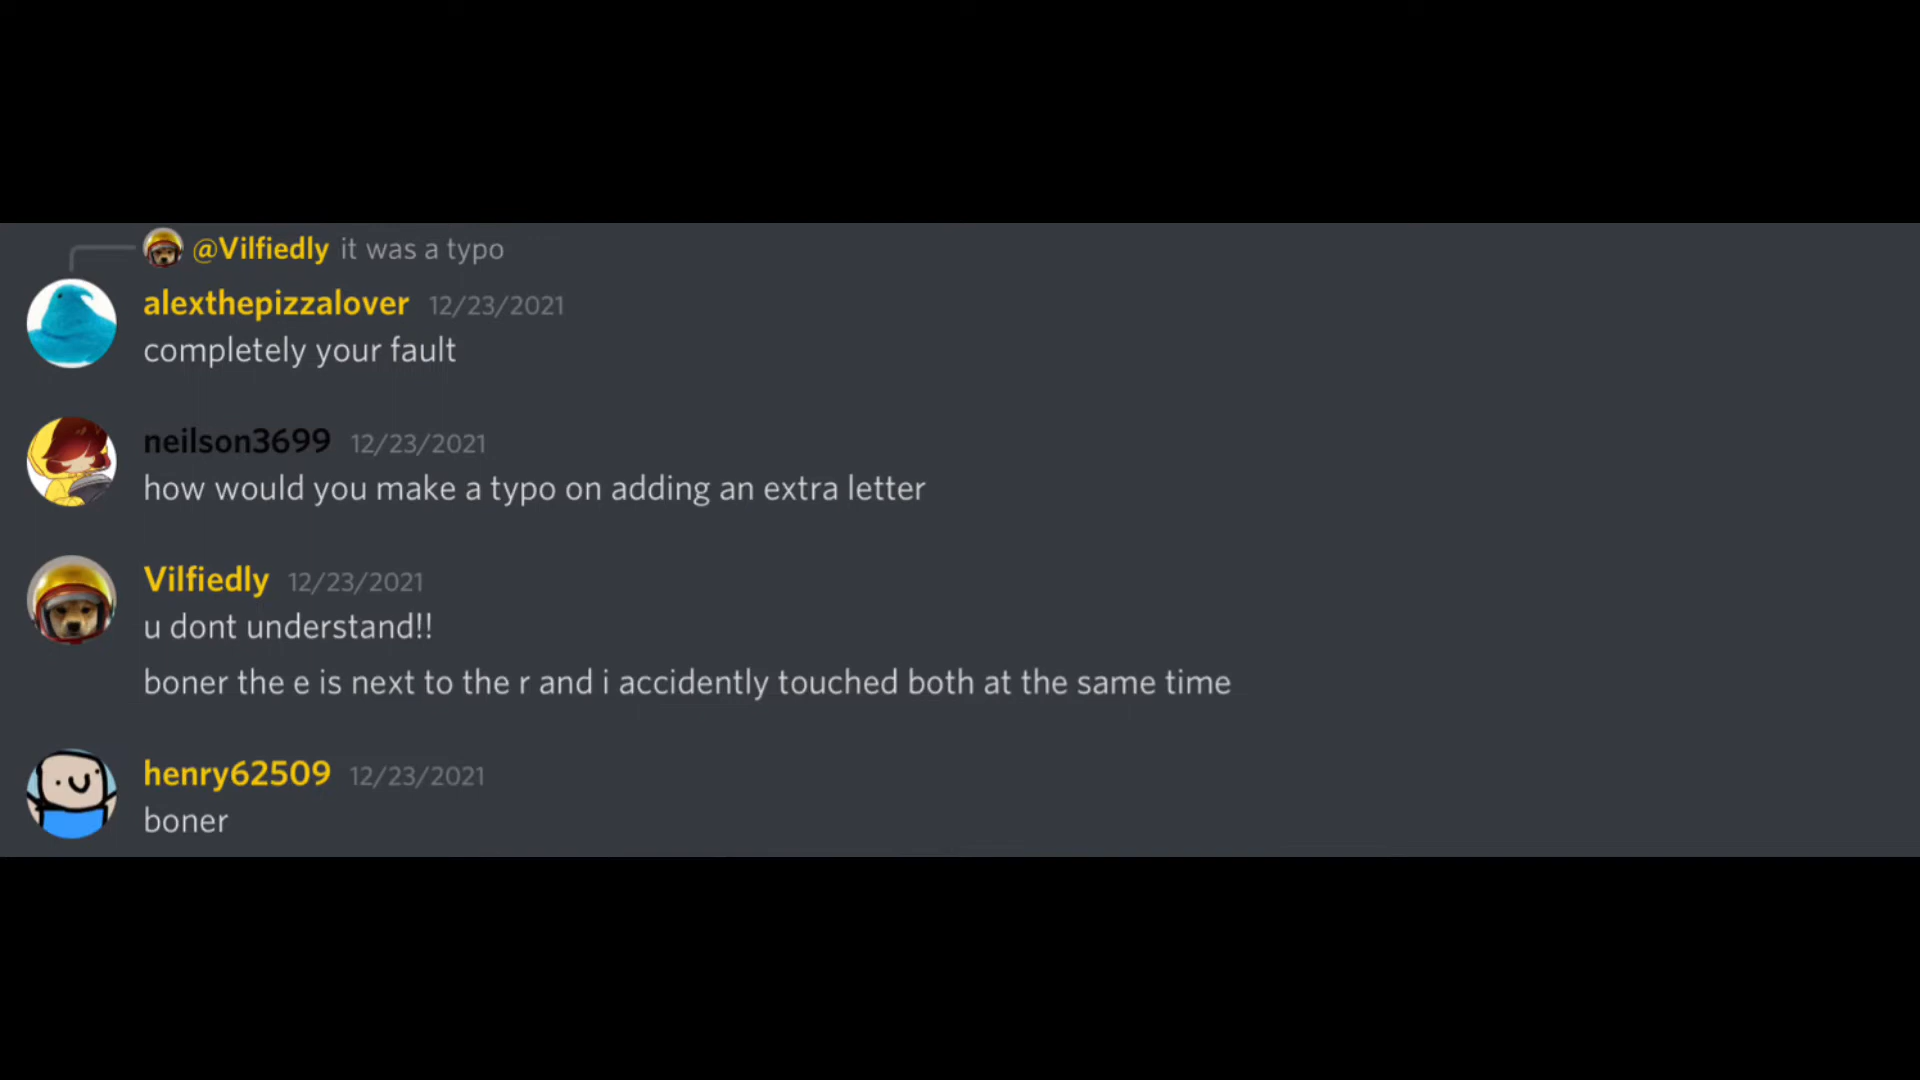 @Vilfiedly it was a typo
alexthepizzalover 12/23/2021
completely your fault
neilson3699 12/23/2021
how would you make a typo on adding an extra letter
Vilfiedly 12/23/2021
u dont understand!!
boner the e is next to the r and i accidently touched both at the same time
henry62509 12/23/2021
boner